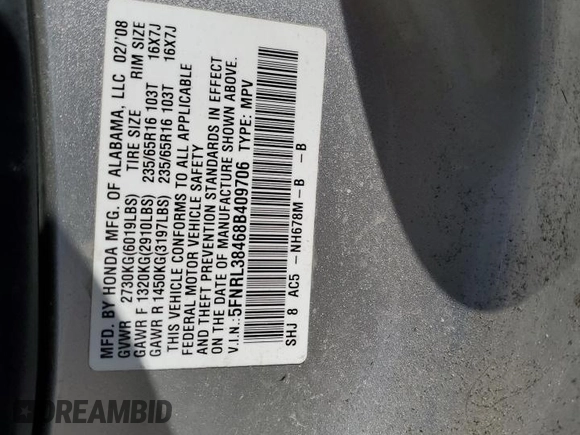 MFD. BY HONDA MFG. OF ALABAMA, LLC 02/'08
GVWR 2730KG(6019LBS) TIRE SIZE RIM SIZE
GAWR F 1320KG(2910LBS) 235/65R16 103T 16X7J
GAWR R 1450KG(3197LBS) 235/65R16 103T 16X7J
THIS VEHICLE CONFORMS TO ALL APPLICABLE
FEDERAL MOTOR VEHICLE SAFETY
AND THEFT PREVENTION STANDARDS IN EFFECT
ON THE DATE OF MANUFACTURE SHOWN ABOVE.
V.I.N.:5FNRL38468B409706 TYPE: MPV
SHJ 8 AC5 -NH678M-B -B
DREAMBID